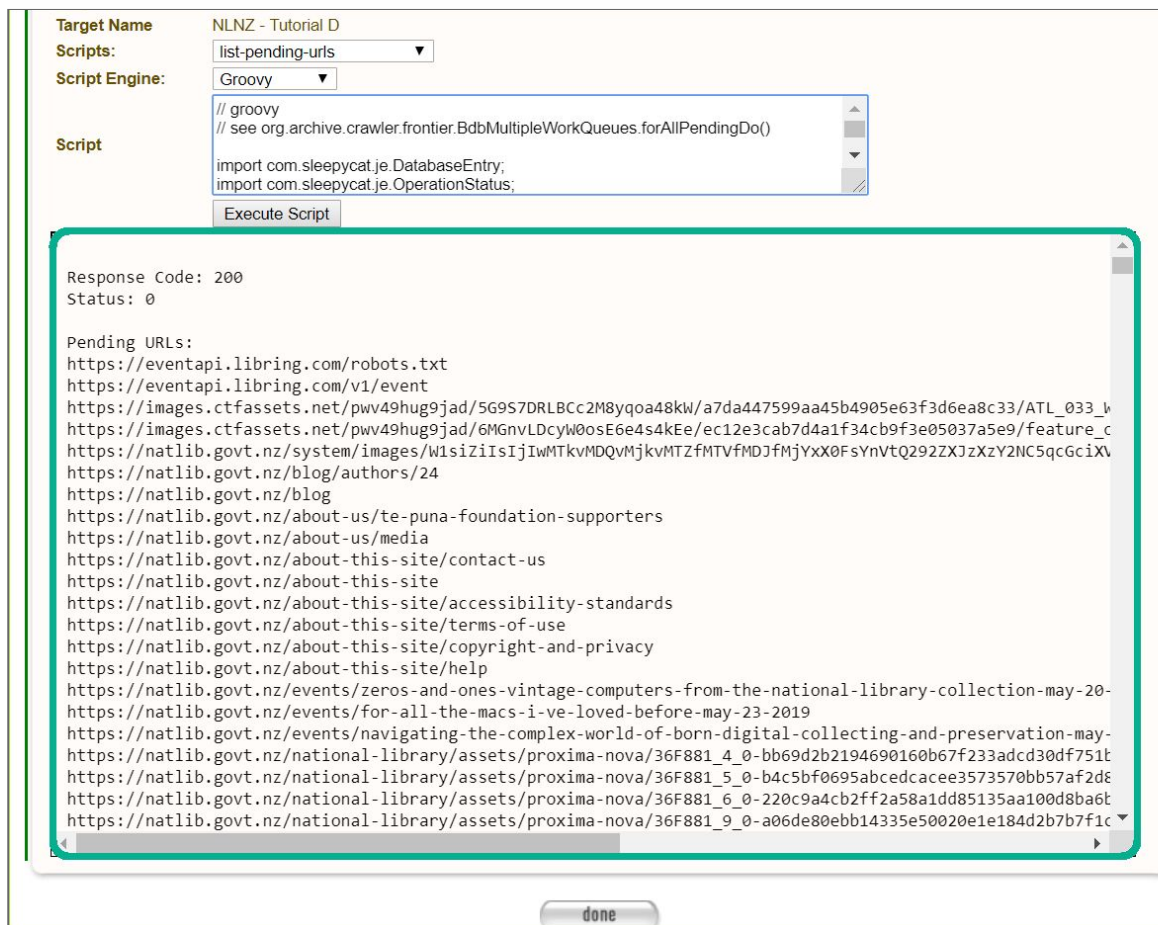 Target Name NLNZ - Tutorial D
Scripts: list-pending-urls
Script Engine: Groovy
Script
// groovy
// see org.archive.crawler.frontier.BdbMultipleWorkQueues.forAllPendingDo()
import com.sleepycat.je.DatabaseEntry;
import com.sleepycat.je.OperationStatus;
Execute Script
Response Code: 200
Status: 0
Pending URLs:
https://eventapi.libring.com/robots.txt
https://eventapi.libring.com/v1/event
https://images.ctfassets.net/pwv49hug9jad/5G9S7DRLBCc2M8yqoa48kW/a7da447599aa45b4905e63f3d6ea8c33/ATL_033_W
https://images.ctfassets.net/pwv49hug9jad/6MGnvLDcyW0osE6e4s4kEe/ec12e3cab7d4a1f34cb9f3e05037a5e9/feature_c
https://natlib.govt.nz/system/images/W1siZiIsIjIwMTkvMDQvMjkvMTZfMTVfMDJfMjYxX0FsYnVtQ292ZXJzXzY2NC5qcGciXV
https://natlib.govt.nz/blog/authors/24
https://natlib.govt.nz/blog
https://natlib.govt.nz/about-us/te-puna-foundation-supporters
https://natlib.govt.nz/about-us/media
https://natlib.govt.nz/about-this-site/contact-us
https://natlib.govt.nz/about-this-site
https://natlib.govt.nz/about-this-site/accessibility-standards
https://natlib.govt.nz/about-this-site/terms-of-use
https://natlib.govt.nz/about-this-site/copyright-and-privacy
https://natlib.govt.nz/about-this-site/help
https://natlib.govt.nz/events/zeros-and-ones-vintage-computers-from-the-national-library-collection-may-20-
https://natlib.govt.nz/events/for-all-the-macs-i-ve-loved-before-may-23-2019
https://natlib.govt.nz/events/navigating-the-complex-world-of-born-digital-collecting-and-preservation-may-
https://natlib.govt.nz/national-library/assets/proxima-nova/36F881_4_0-bb69d2b2194690160b67f233adcd30df751b
https://natlib.govt.nz/national-library/assets/proxima-nova/36F881_5_0-b4c5bf0695abcedcacee3573570bb57af2d8
https://natlib.govt.nz/national-library/assets/proxima-nova/36F881_6_0-220c9a4cb2ff2a58a1dd85135aa100d8ba6b
https://natlib.govt.nz/national-library/assets/proxima-nova/36F881_9_0-a06de80ebb14335e50020e1e184d2b7b7f1c
done